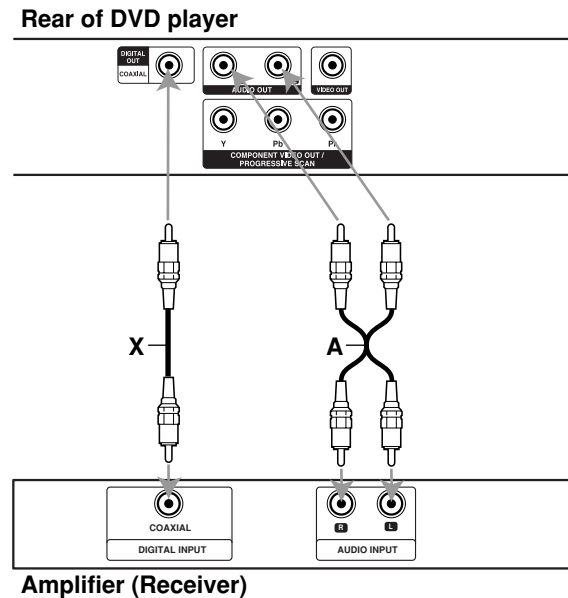 Rear of DVD player
DIGITAL
OUT
COAXIAL
AUDIO OUT
VIDEO OUT
Y
Pb
COMPONENT VIDEO OUT /
PROGRESSIVE SCAN
X
A
COAXIAL
DIGITAL INPUT
R
L
AUDIO INPUT
Amplifier (Receiver)